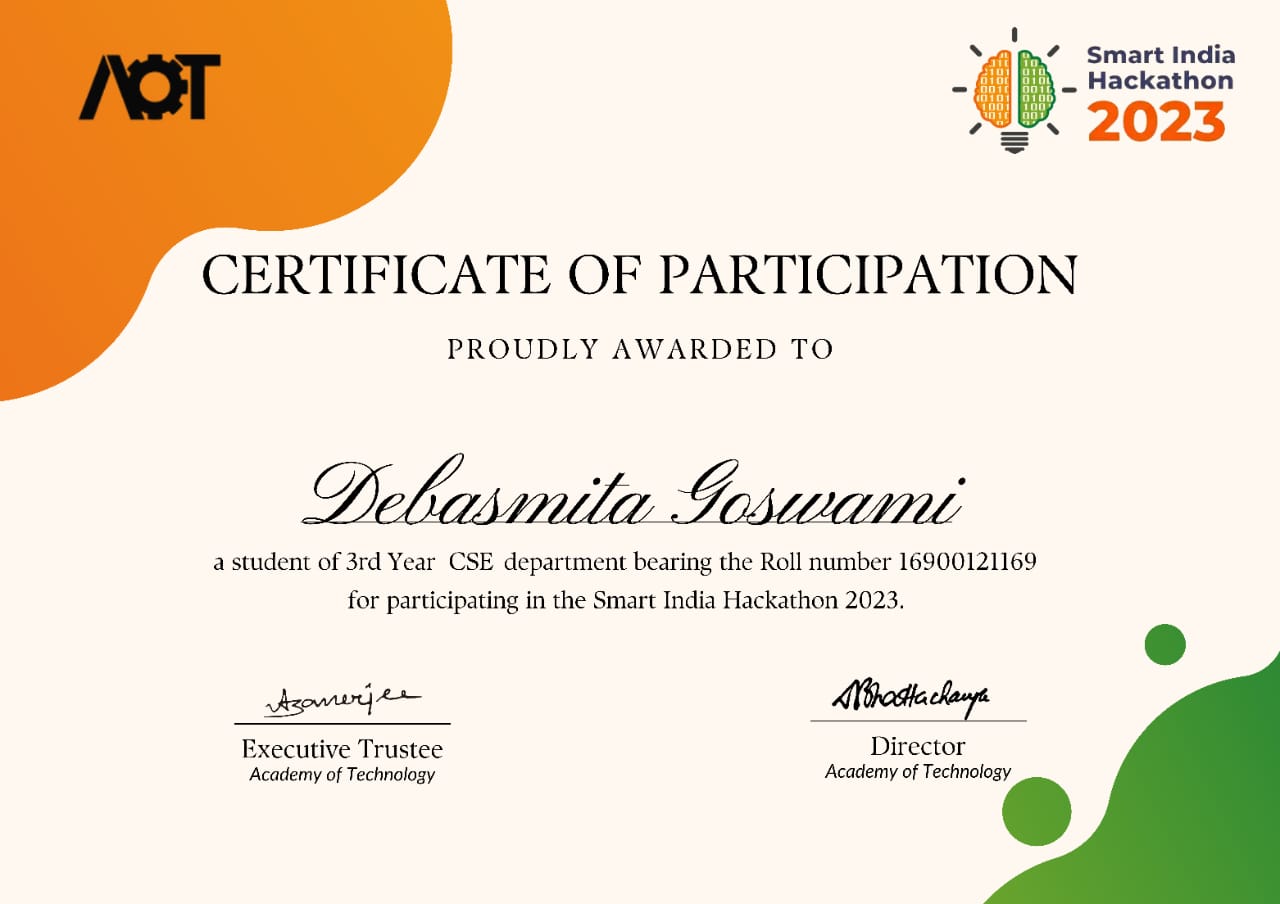 AOT
Smart India
Hackathon
2023
CERTIFICATE OF PARTICIPATION
PROUDLY AWARDED TO
Debasmita Goswami
a student of 3rd Year CSE department bearing the Roll number 16900121169
for participating in the Smart India Hackathon 2023.
Executive Trustee
Academy of Technology
Director
Academy of Technology